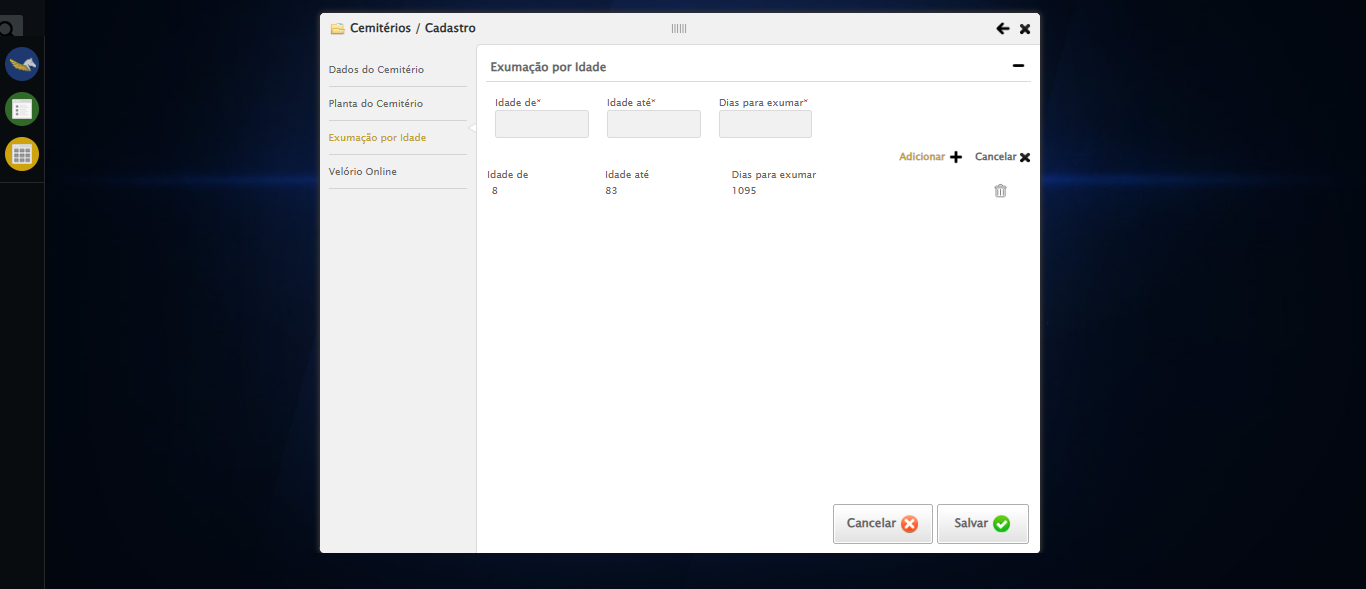 Cemitérios / Cadastro
Dados do Cemitério
Planta do Cemitério
Exumação por Idade
Velório Online
Exumação por Idade
Idade de* Idade até* Dias para exumar*
Adicionar Cancelar
Idade de Idade até Dias para exumar
8 83 1095
Cancelar Salvar